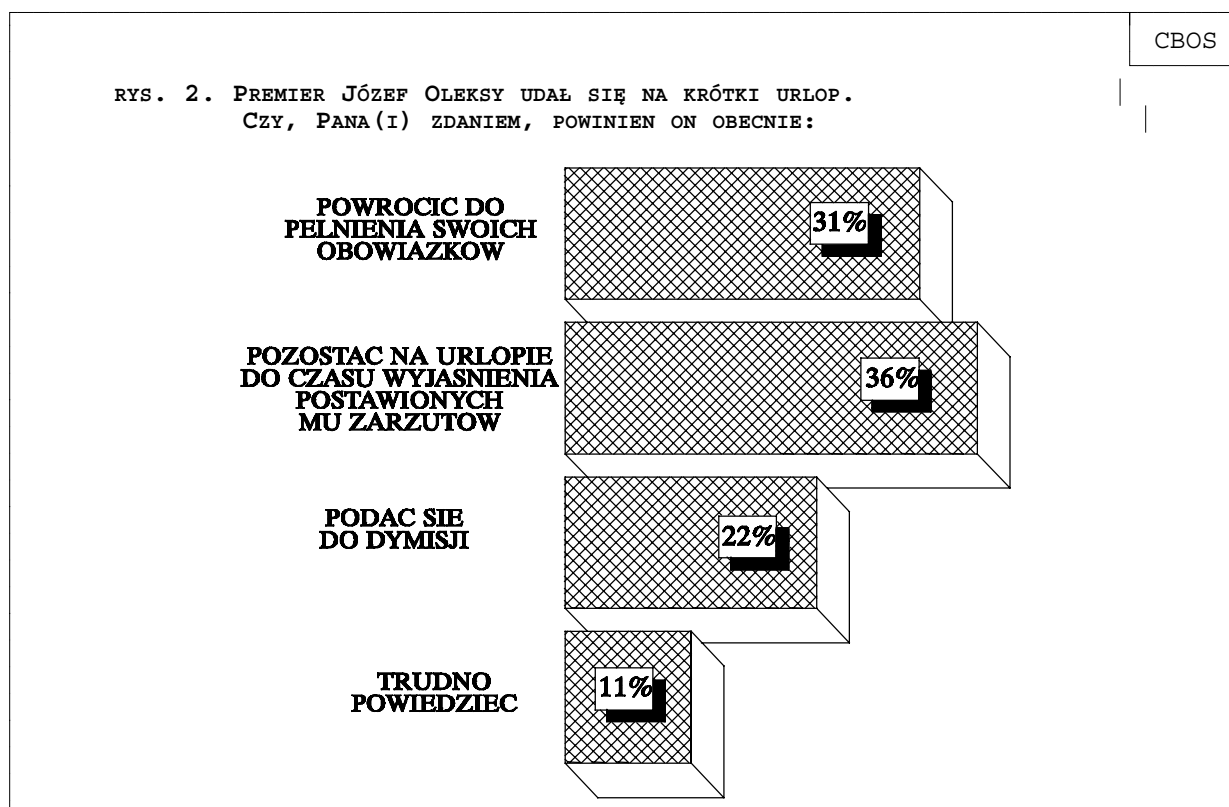 CBOS
RYS. 2. PREMIER JÓZEF OLEKSY UDAŁ SIĘ NA KRÓTKI URLOP.
CZY, PANA(I) ZDANIEM, POWINIEN ON OBECNIE:
POWROCIC DO
PELNIENIA SWOICH
OBOWIAZKOW
31%
POZOSTAC NA URLOPIE
DO CZASU WYJASNIENIA
POSTAWIONYCH
MU ZARZUTOW
36%
PODAC SIE
DO DYMISJI
22%
TRUDNO
POWIEDZIEC
11%